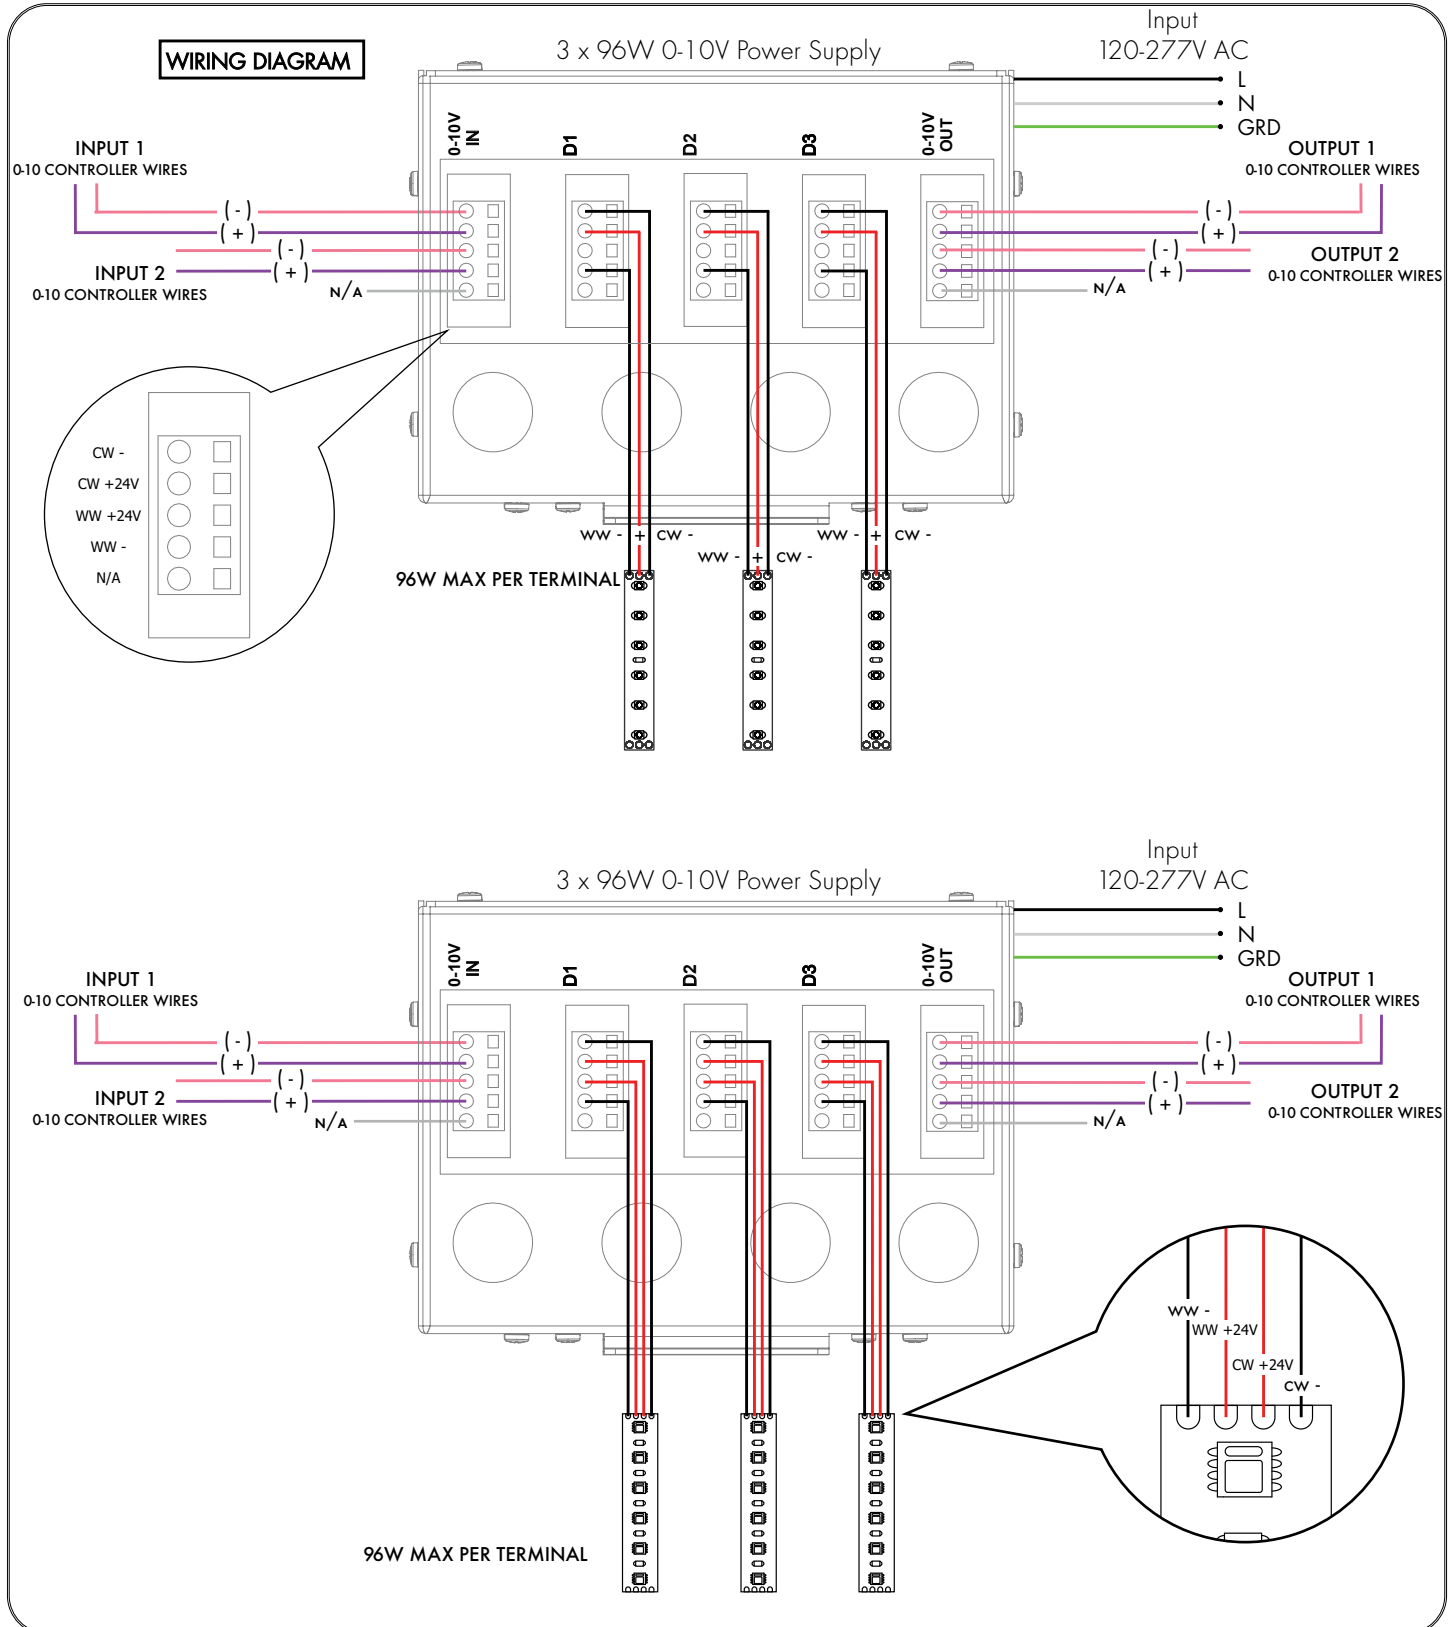 WIRING DIAGRAM
3 x 96W 0-10V Power Supply
Input
120-277V AC
L
N
GRD
0-10V
IN
D1
D2
D3
0-10V
OUT
INPUT 1
0-10 CONTROLLER WIRES
( - )
( + )
( - )
( + )
INPUT 2
0-10 CONTROLLER WIRES
N/A
OUTPUT 1
0-10 CONTROLLER WIRES
( - )
( + )
( - )
( + )
OUTPUT 2
0-10 CONTROLLER WIRES
N/A
CW -
CW +24V
WW +24V
WW -
N/A
WW - + CW -
WW - + CW -
WW - + CW -
96W MAX PER TERMINAL
3 x 96W 0-10V Power Supply
Input
120-277V AC
L
N
GRD
0-10V
IN
D1
D2
D3
0-10V
OUT
INPUT 1
0-10 CONTROLLER WIRES
( - )
( + )
( - )
( + )
INPUT 2
0-10 CONTROLLER WIRES
N/A
OUTPUT 1
0-10 CONTROLLER WIRES
( - )
( + )
( - )
( + )
OUTPUT 2
0-10 CONTROLLER WIRES
N/A
WW -
WW +24V
CW +24V
CW -
96W MAX PER TERMINAL